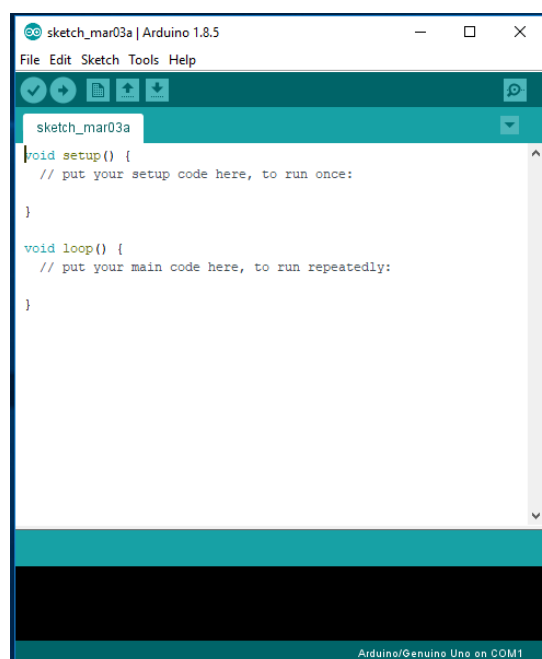 sketch_mar03a | Arduino 1.8.5
File Edit Sketch Tools Help
sketch_mar03a
void setup() {
  // put your setup code here, to run once:
}
void loop() {
  // put your main code here, to run repeatedly:
}
Arduino/Genuino Uno on COM1